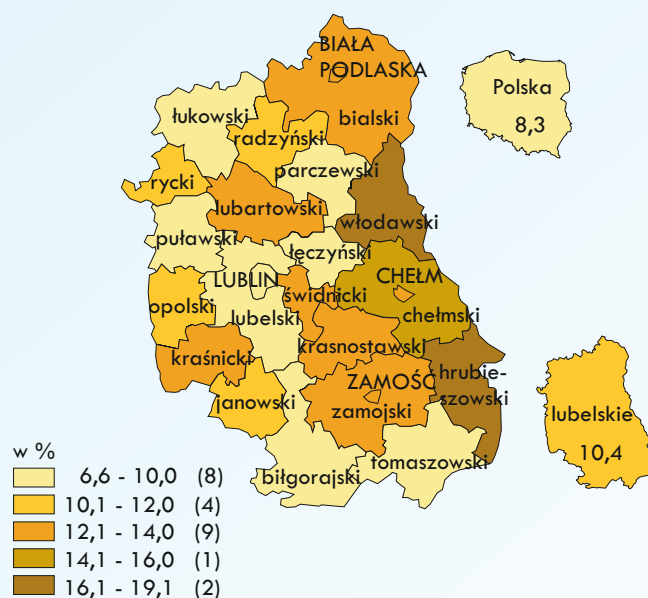 BIAŁA
PODLASKA
bialski
Polska
8,3
łukowski
radzyński
parczewski
rycki
lubartowski
włodawski
puławski
łęczyński
LUBLIN
CHEŁM
świdnicki
opolski
lubelski
chełmski
kraśnicki
krasnostawski
hrubie-
szowski
ZAMOŚĆ
janowski
zamojski
lubelskie
10,4
tomaszowski
biłgorajski
w %
6,6 - 10,0 (8)
10,1 - 12,0 (4)
12,1 - 14,0 (9)
14,1 - 16,0 (1)
16,1 - 19,1 (2)